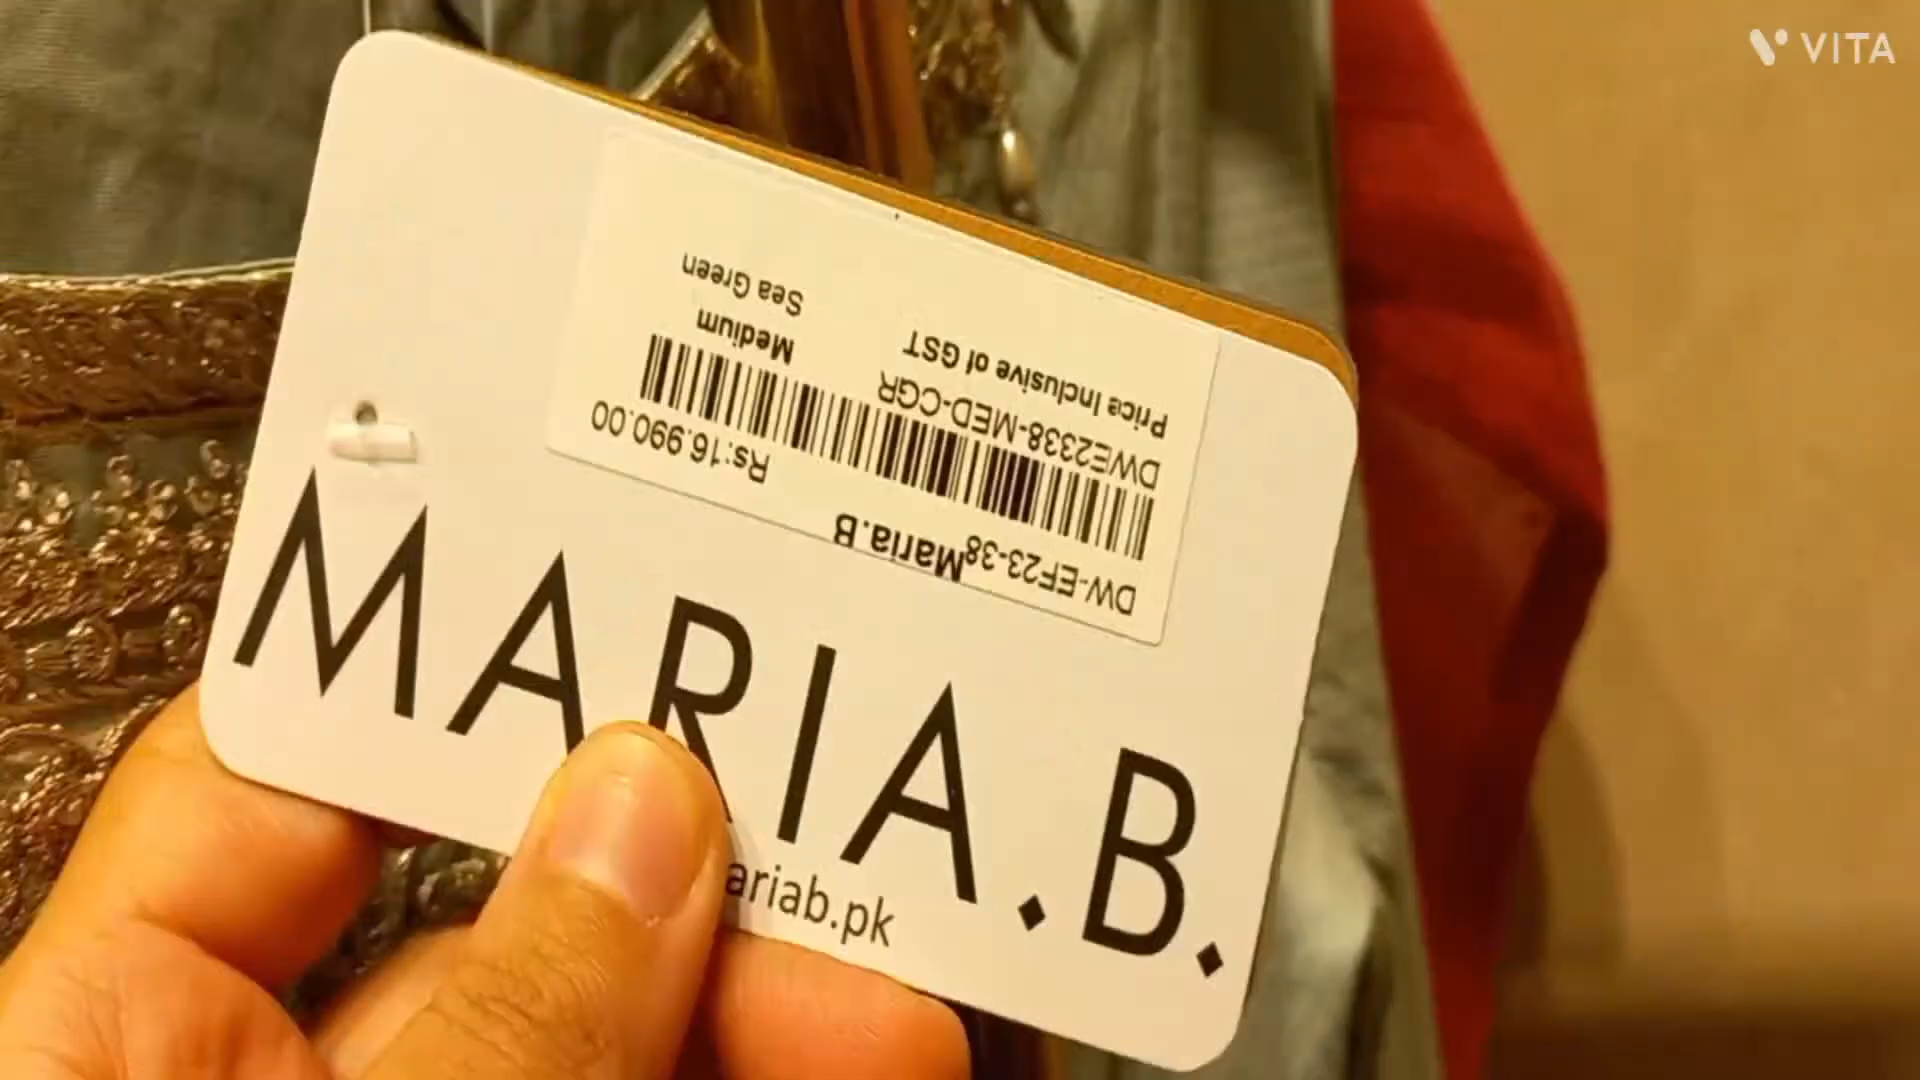 VITA
DW-EF23-38
Maria.B
Rs:16,990.00
DWE2338-MED-CGR
Medium
Price Inclusive of GST
Sea Green
MARIA.B.
ariab.pk